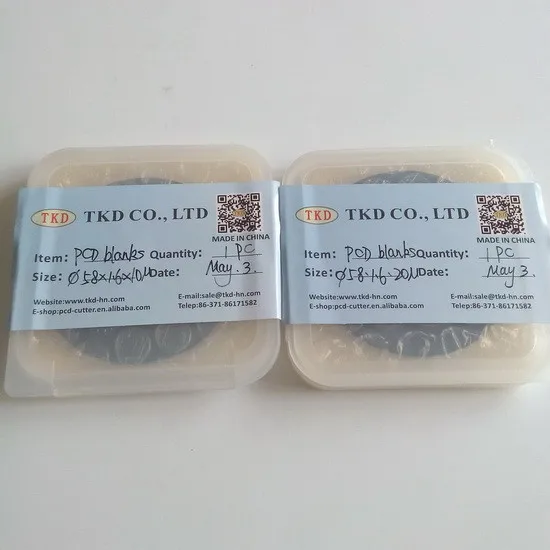 TKD TKD CO., LTD
MADE IN CHINA
Item: PCD blanks Quantity: 1 PC
Size: Ø58×1.6×10μ Date: May. 3.
Website:www.tkd-hn.com E-mail:sale@tkd-hn.com
E-shop:pcd-cutter.en.alibaba.com Telep:86-371-86171582
TKD TKD CO., LTD
MADE IN CHINA
Item: PCD blanks Quantity: 1 PC
Size: Ø58·1.6·20μ Date: May 3.
Website:www.tkd-hn.com E-mail:sale@tkd-hn.com
E-shop:pcd-cutter.en.alibaba.com Telep:86-371-86171582